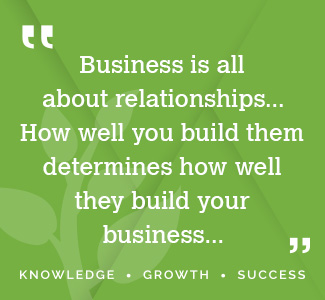 “
Business is all
about relationships...
How well you build them
determines how well
they build your
business...
”
KNOWLEDGE • GROWTH • SUCCESS